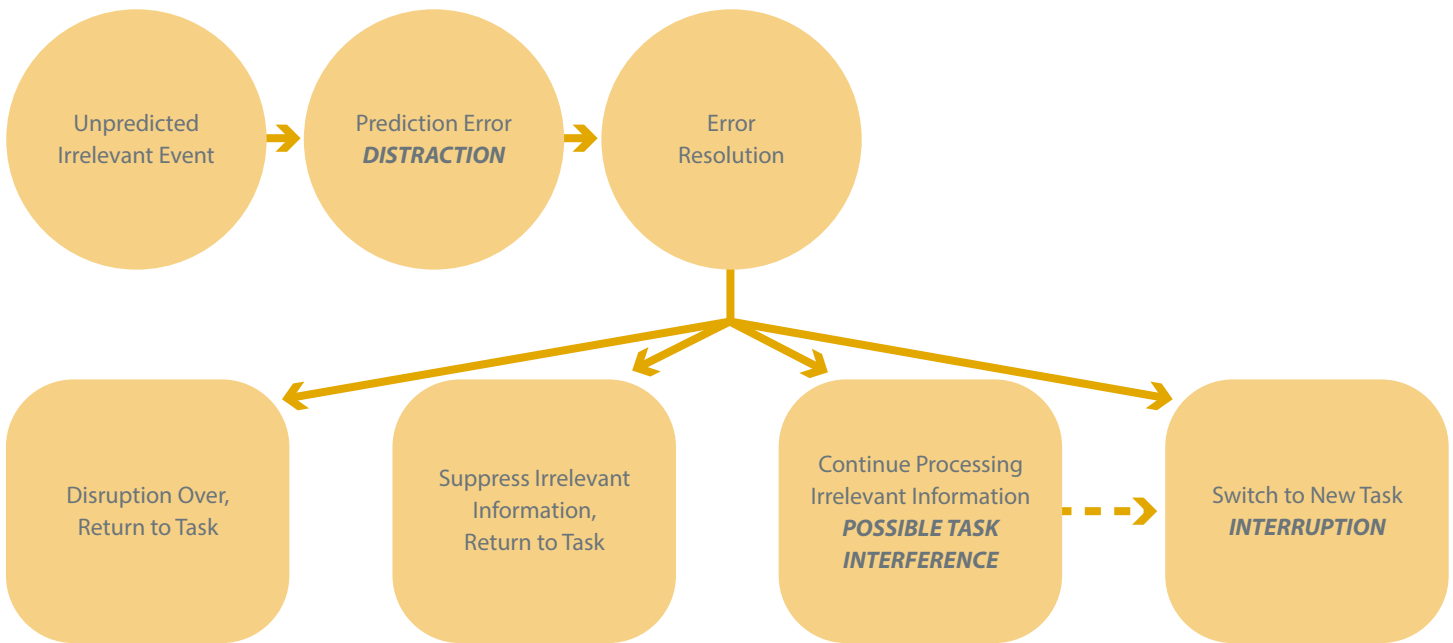 Unpredicted
Irrelevant Event
Prediction Error
DISTRACTION
Error
Resolution
Disruption Over,
Return to Task
Suppress Irrelevant
Information,
Return to Task
Continue Processing
Irrelevant Information
POSSIBLE TASK
INTERFERENCE
Switch to New Task
INTERRUPTION